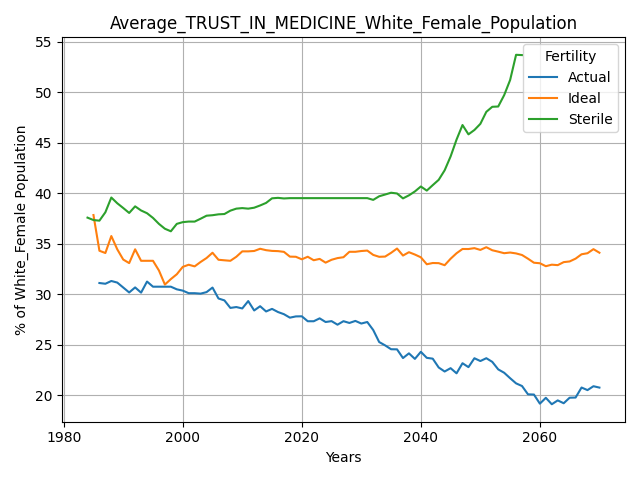 Average_TRUST_IN_MEDICINE_White_Female_Population
% of White_Female Population
55
50
45
40
35
30
25
20
1980
2000
2020
2040
2060
Years
Fertility
Actual
Ideal
Sterile